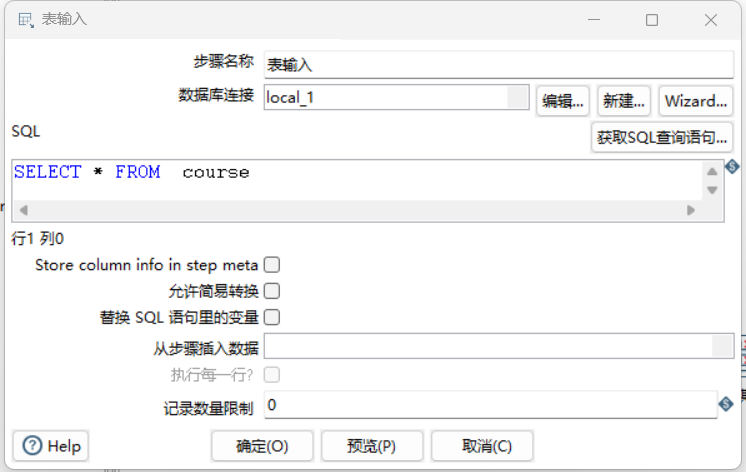 表输入
步骤名称 表输入
数据库连接 local_1 编辑... 新建... Wizard...
SQL 获取SQL查询语句...
SELECT * FROM course
行1 列0
Store column info in step meta
允许简易转换
替换 SQL 语句里的变量
从步骤插入数据
执行每一行?
记录数量限制 0
Help 确定(O) 预览(P) 取消(C)